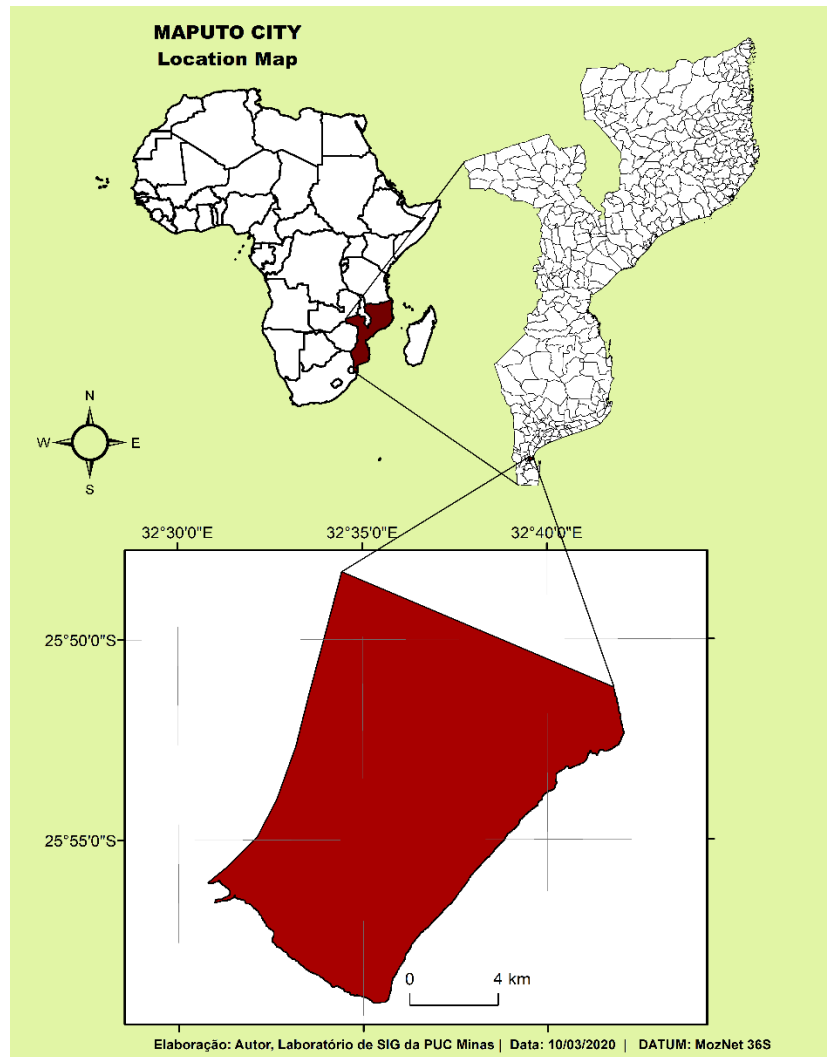 MAPUTO CITY
Location Map
N
W E
S
32°30'0"E 32°35'0"E 32°40'0"E
25°50'0"S
25°55'0"S
0 4 km
Elaboração: Autor, Laboratório de SIG da PUC Minas | Data: 10/03/2020 | DATUM: MozNet 36S